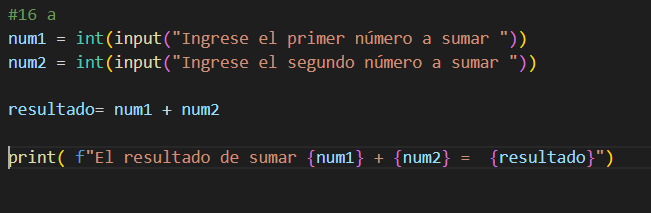 #16 a
num1 = int(input("Ingrese el primer número a sumar "))
num2 = int(input("Ingrese el segundo número a sumar "))
resultado= num1 + num2
print( f"El resultado de sumar {num1} + {num2} =  {resultado}")